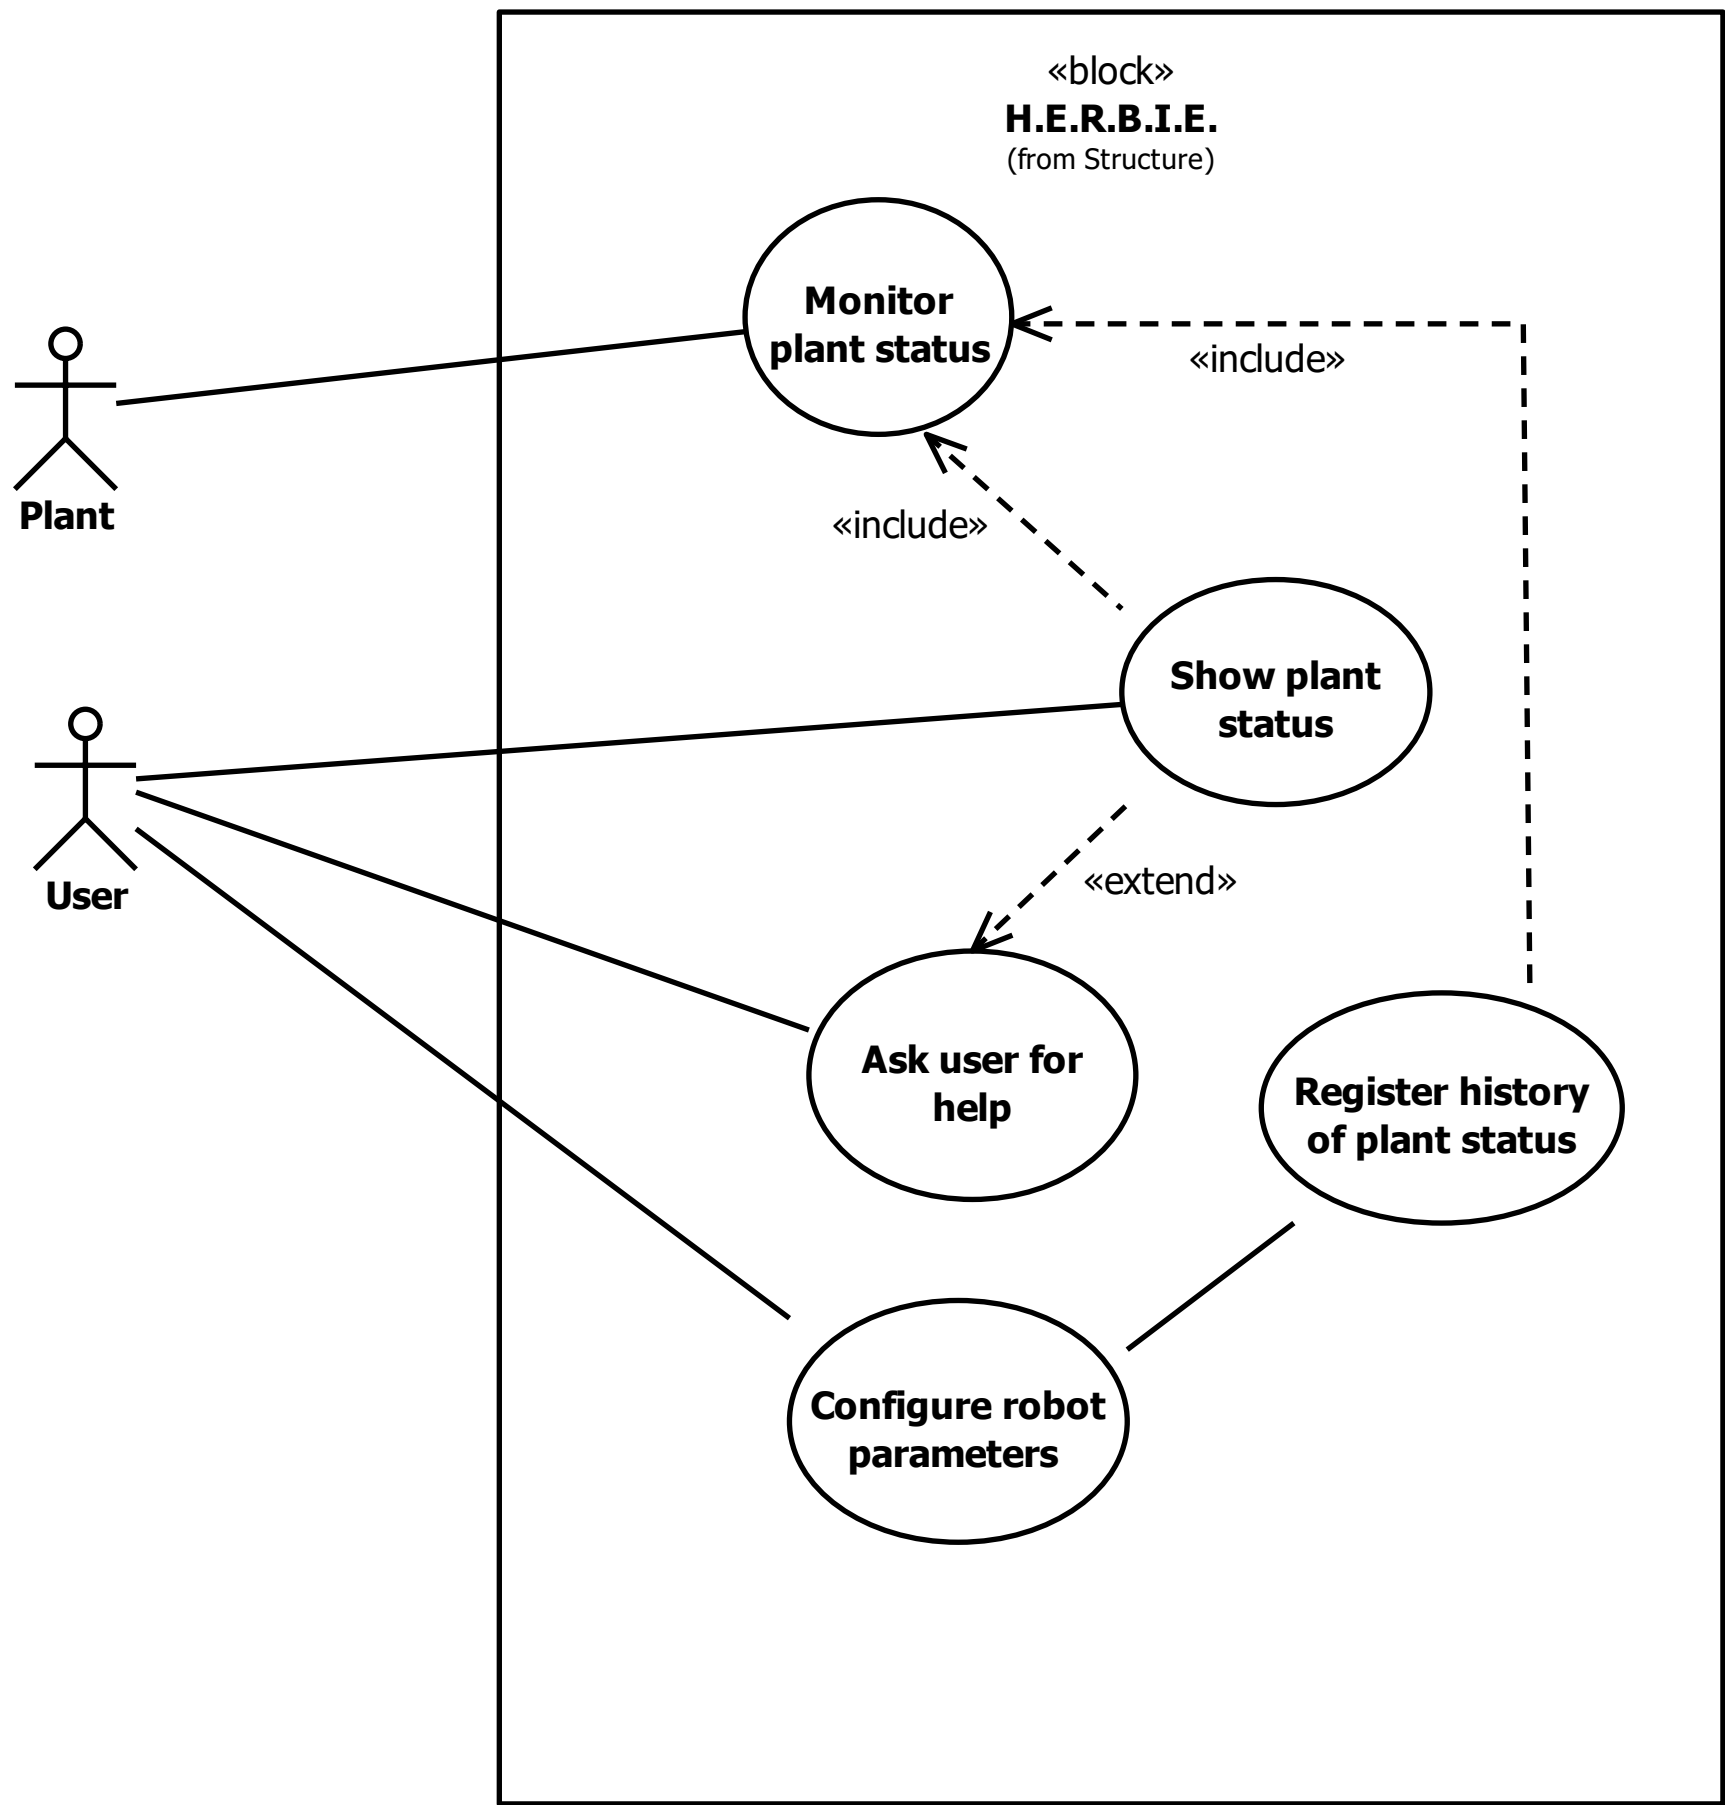 «block»
H.E.R.B.I.E.
(from Structure)
Monitor
plant status
«include»
Plant
«include»
Show plant
status
User
«extend»
Ask user for
help
Register history
of plant status
Configure robot
parameters